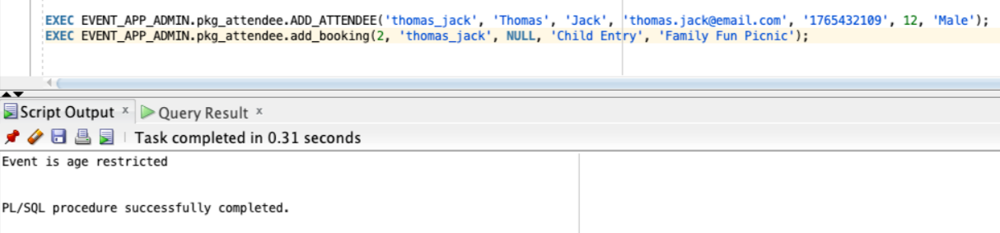 EXEC EVENT_APP_ADMIN.pkg_attendee.ADD_ATTENDEE('thomas_jack', 'Thomas', 'Jack', 'thomas.jack@email.com', '1765432109', 12, 'Male');
EXEC EVENT_APP_ADMIN.pkg_attendee.add_booking(2, 'thomas_jack', NULL, 'Child Entry', 'Family Fun Picnic');
Script Output x Query Result x
Task completed in 0.31 seconds
Event is age restricted
PL/SQL procedure successfully completed.